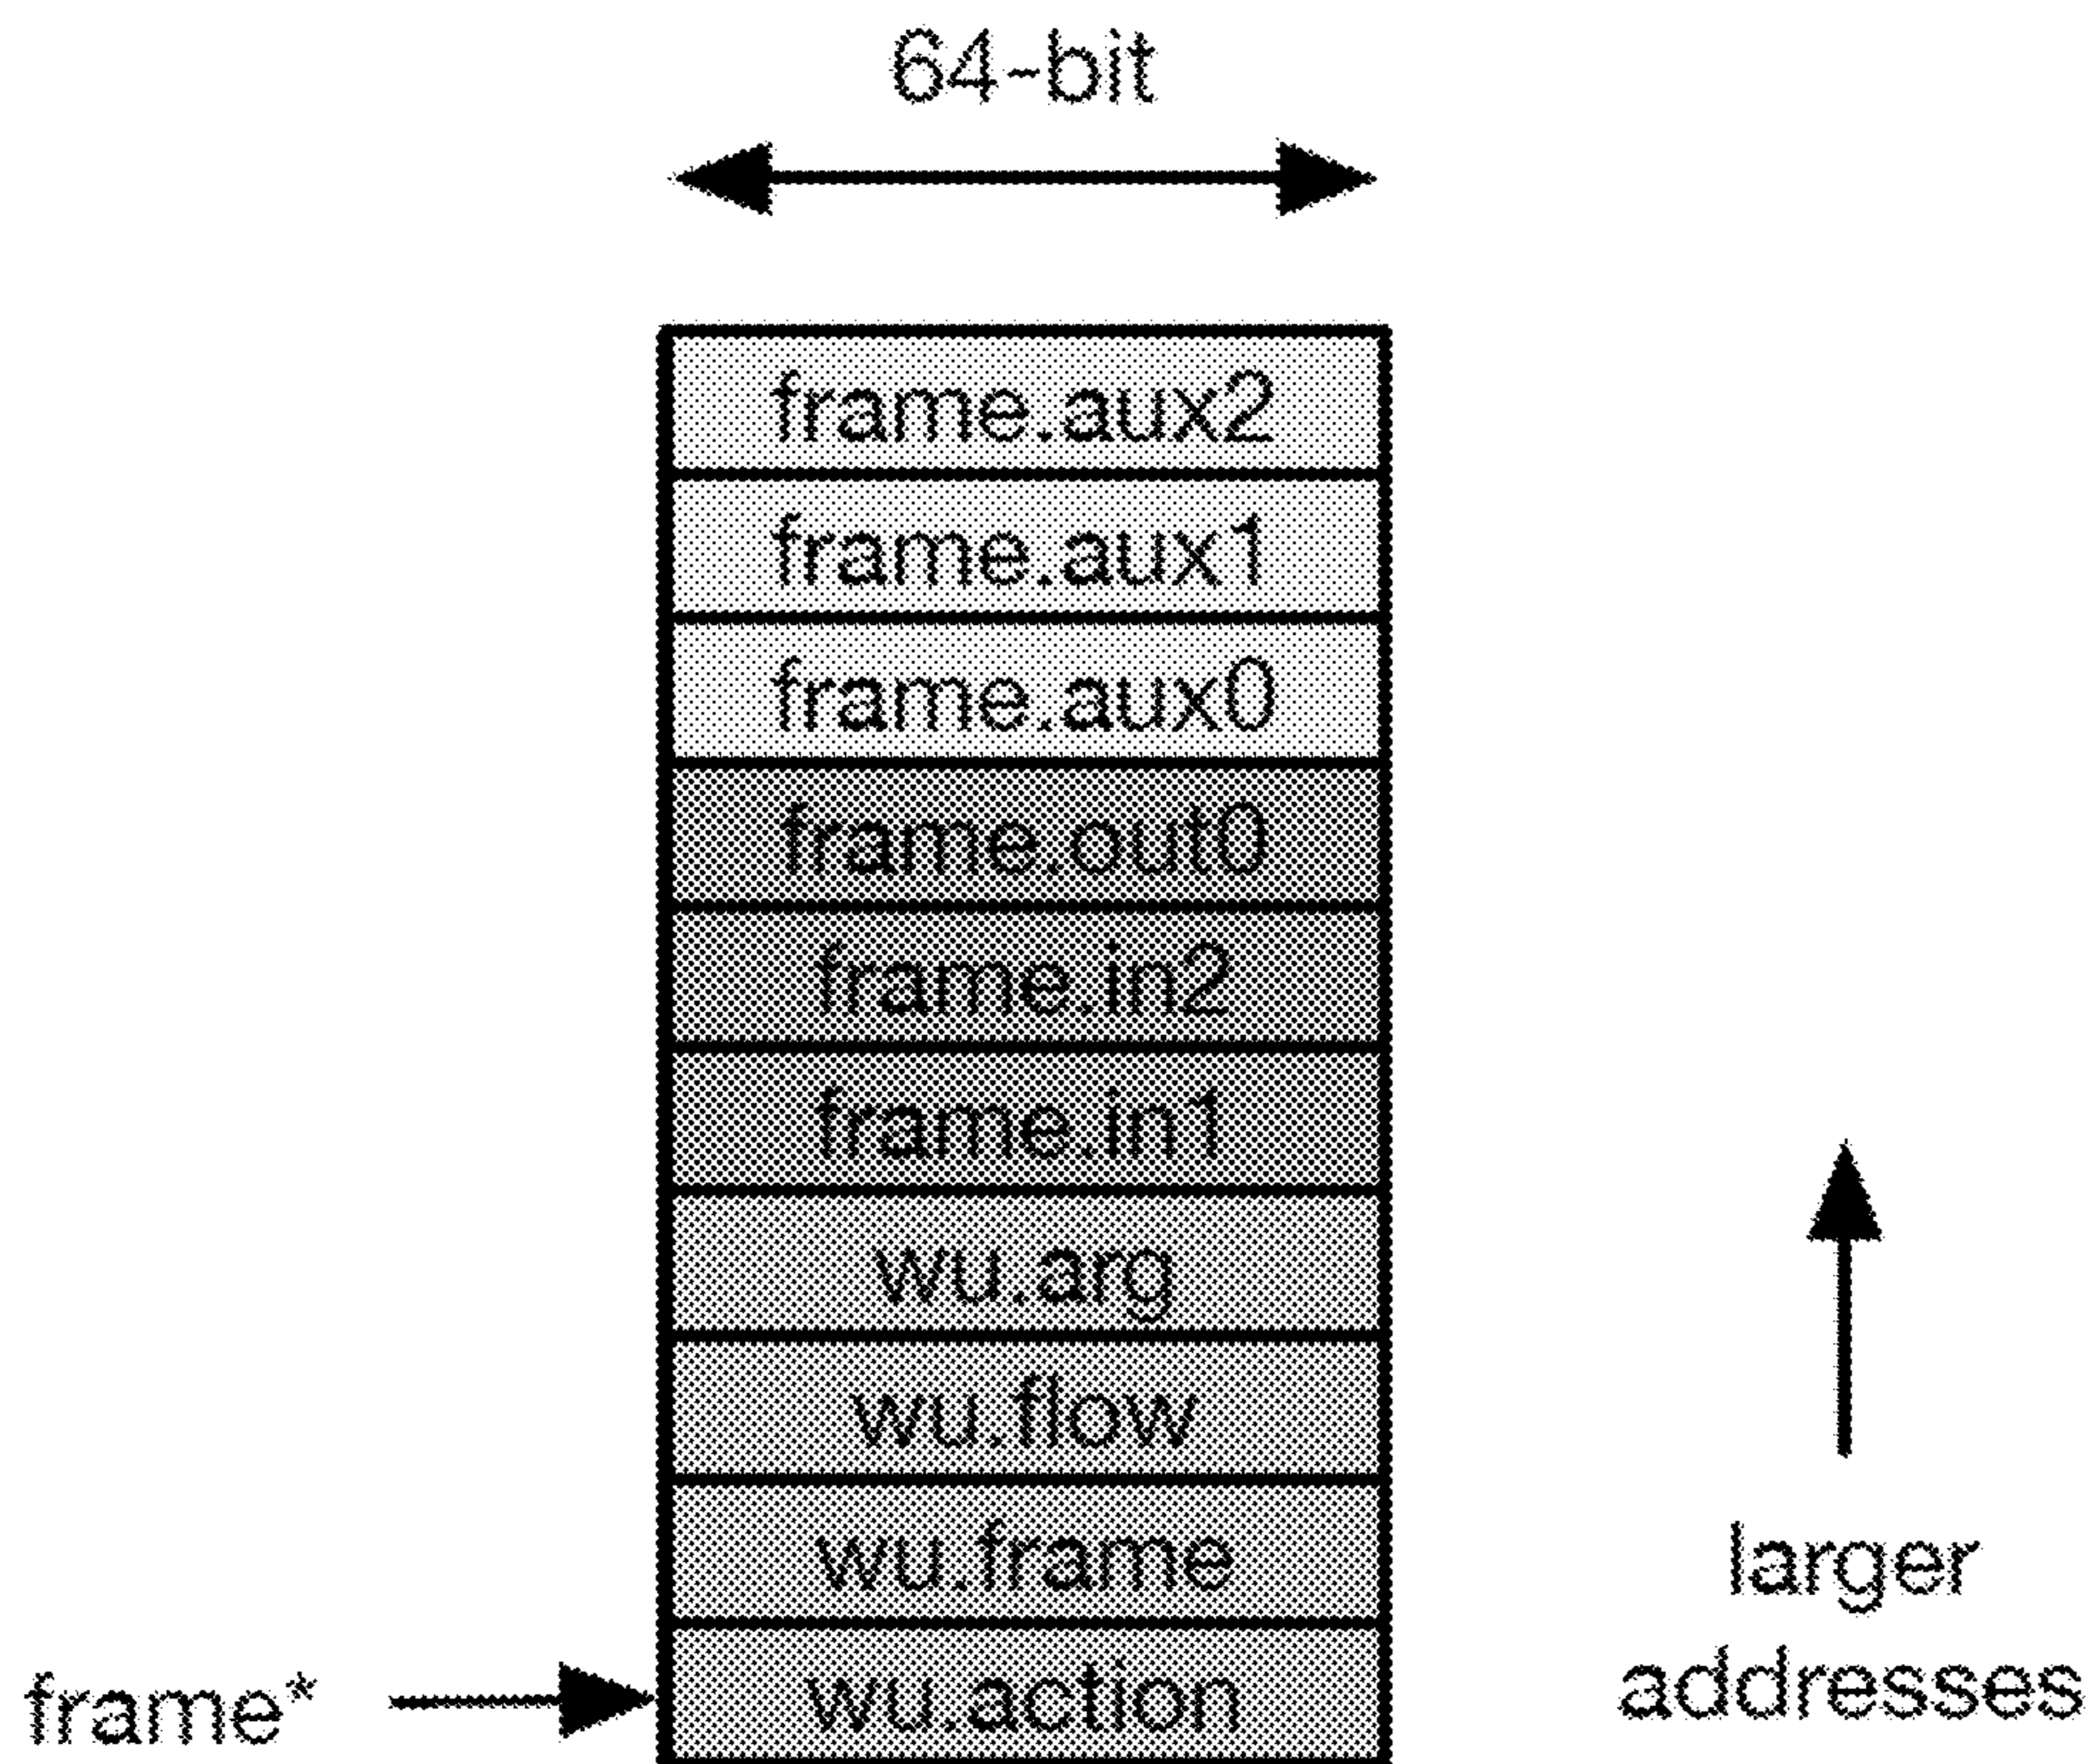 64-bit
frame.aux2
frame.aux1
frame.aux0
frame.out0
frame.in2
frame.in1
wu.arg
wu.flow
wu.frame
wu.action
frame*
larger
addresses